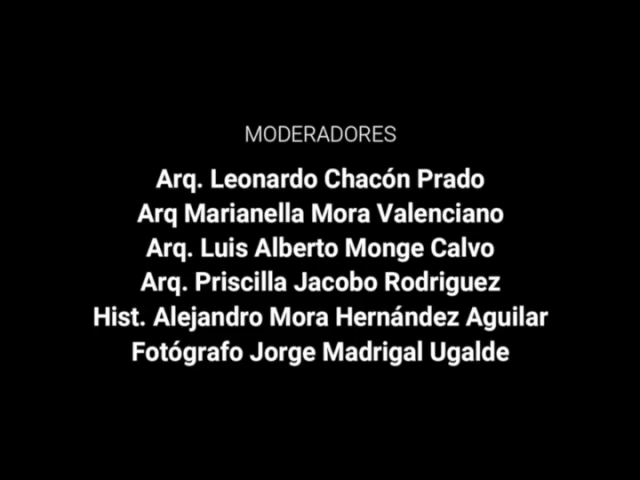 MODERADORES
Arq. Leonardo Chacón Prado
Arq Marianella Mora Valenciano
Arq. Luis Alberto Monge Calvo
Arq. Priscilla Jacobo Rodriguez
Hist. Alejandro Mora Hernández Aguilar
Fotógrafo Jorge Madrigal Ugalde